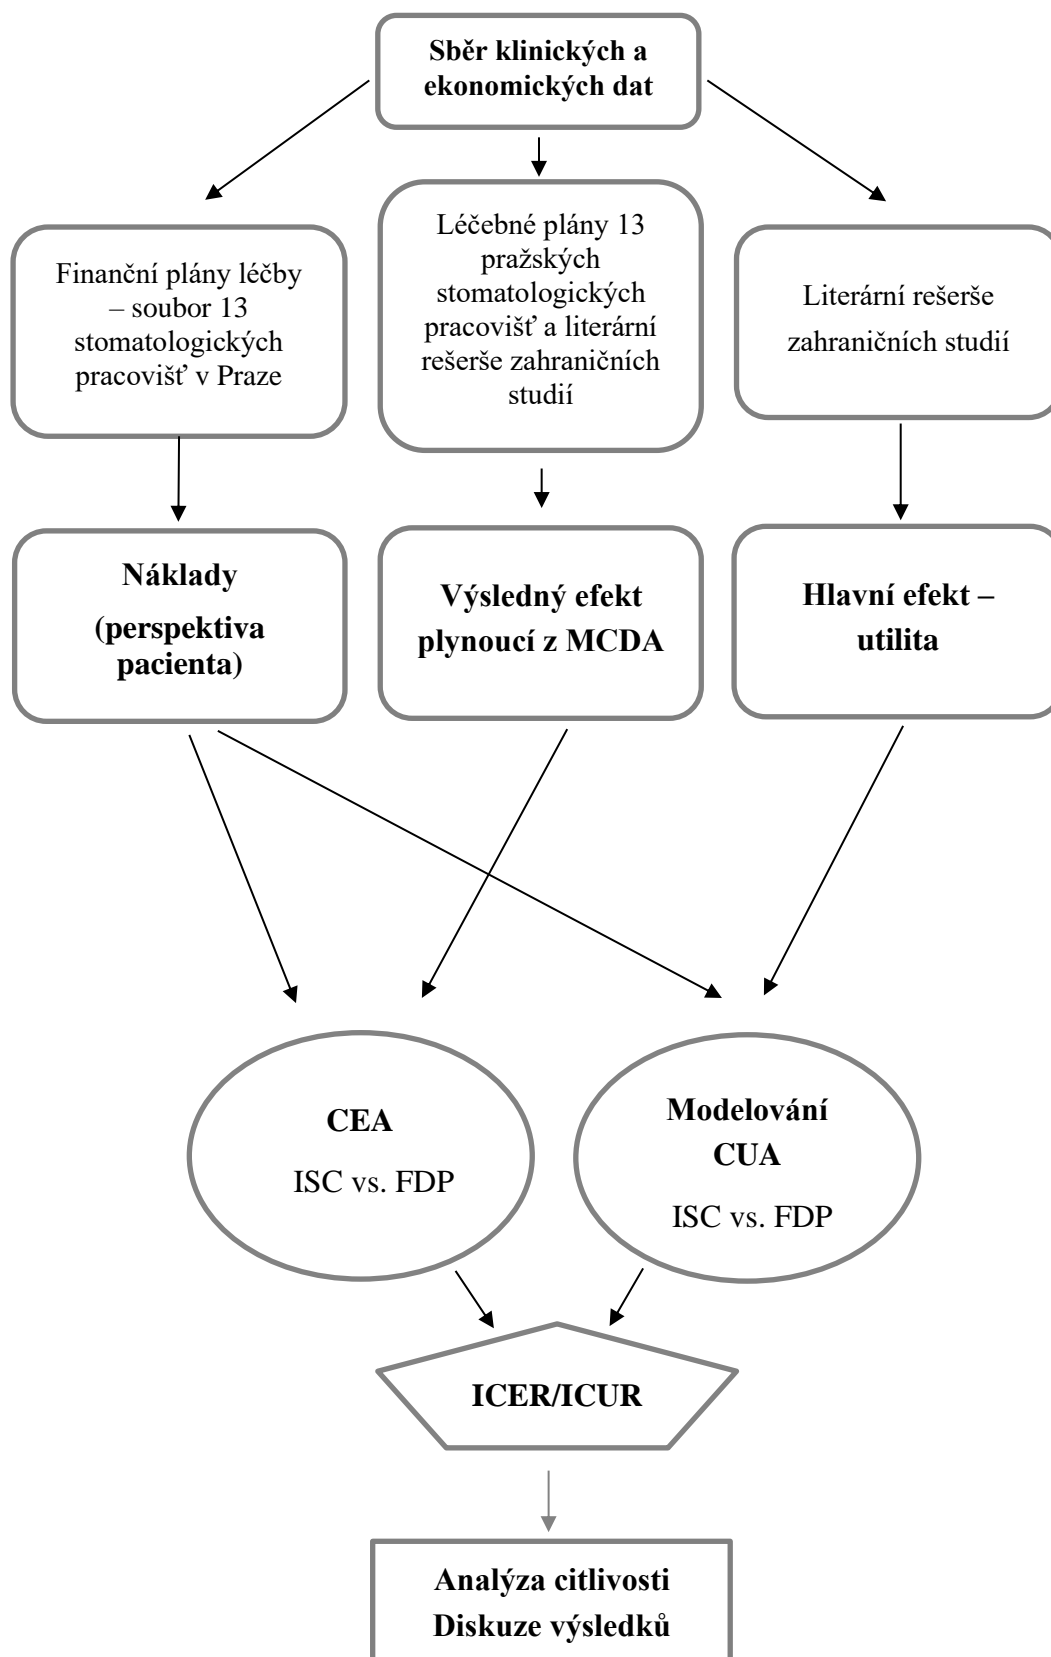 Sběr klinických a
ekonomických dat
Finanční plány léčby
– soubor 13
stomatologických
pracovišť v Praze
Léčebné plány 13
pražských
stomatologických
pracovišť a literární
rešerše zahraničních
studií
Literární rešerše
zahraničních studií
Náklady
(perspektiva
pacienta)
Výsledný efekt
plynoucí z MCDA
Hlavní efekt –
utilita
CEA
ISC vs. FDP
Modelování
CUA
ISC vs. FDP
ICER/ICUR
Analýza citlivosti
Diskuze výsledků